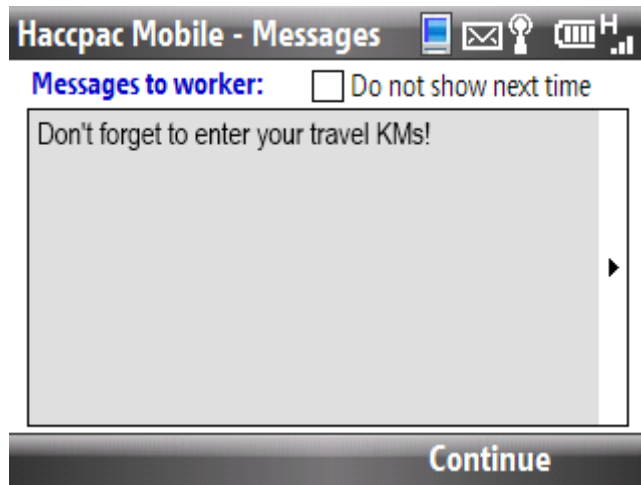 Haccpac Mobile - Messages H
Messages to worker: Do not show next time
Don't forget to enter your travel KMs!
Continue